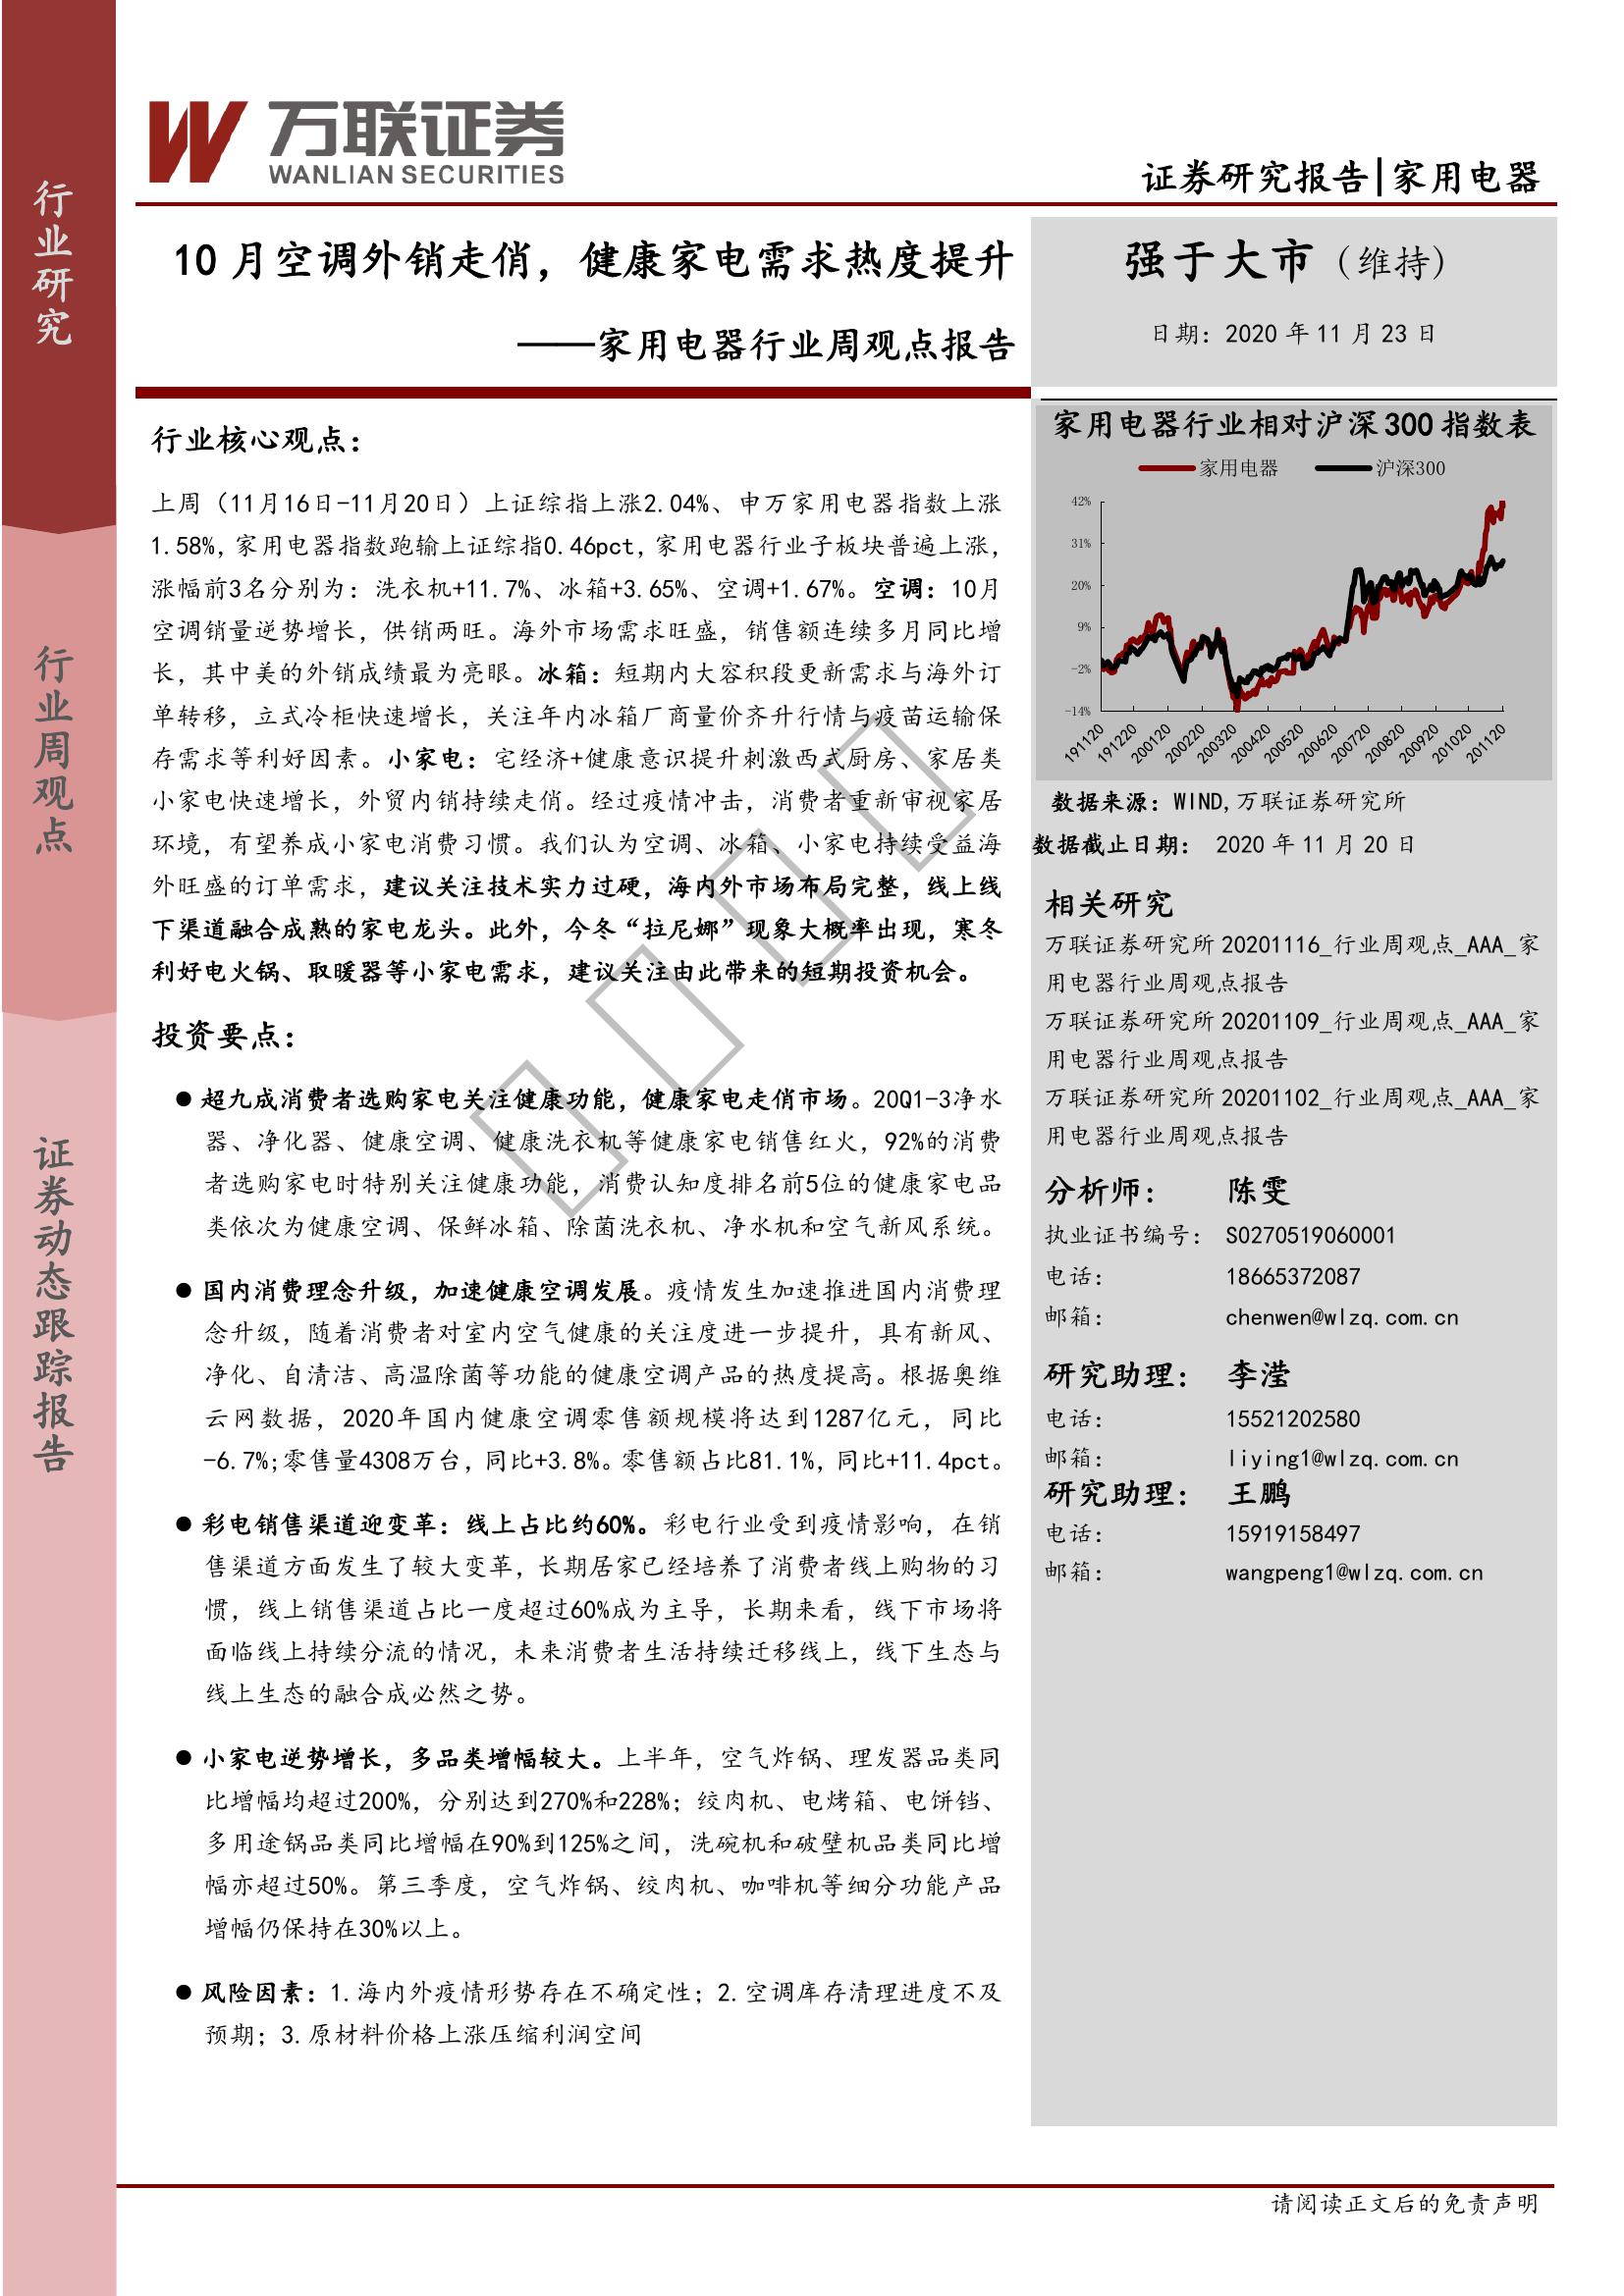 行业研究
行业周观点
证券动态跟踪报告
万联证券
WANLIAN SECURITIES
证券研究报告|家用电器
10 月空调外销走俏，健康家电需求热度提升
——家用电器行业周观点报告
强于大市（维持）
日期：2020 年 11 月 23 日
行业核心观点：
上周（11月16日-11月20日）上证综指上涨2.04%、申万家用电器指数上涨
1.58%,家用电器指数跑输上证综指0.46pct,家用电器行业子板块普遍上涨，
涨幅前3名分别为：洗衣机+11.7%、冰箱+3.65%、空调+1.67%。空调：10月
空调销量逆势增长，供销两旺。海外市场需求旺盛，销售额连续多月同比增
长，其中美的外销成绩最为亮眼。冰箱：短期内大容积段更新需求与海外订
单转移，立式冷柜快速增长，关注年内冰箱厂商量价齐升行情与疫苗运输保
存需求等利好因素。小家电：宅经济+健康意识提升刺激西式厨房、家居类
小家电快速增长，外贸内销持续走俏。经过疫情冲击，消费者重新审视家居
环境，有望养成小家电消费习惯。我们认为空调、冰箱、小家电持续受益海
外旺盛的订单需求，建议关注技术实力过硬，海内外市场布局完整，线上线
下渠道融合成熟的家电龙头。此外，今冬“拉尼娜”现象大概率出现，寒冬
利好电火锅、取暖器等小家电需求，建议关注由此带来的短期投资机会。
投资要点：
● 超九成消费者选购家电关注健康功能，健康家电走俏市场。20Q1-3净水
器、净化器、健康空调、健康洗衣机等健康家电销售红火，92%的消费
者选购家电时特别关注健康功能，消费认知度排名前5位的健康家电品
类依次为健康空调、保鲜冰箱、除菌洗衣机、净水机和空气新风系统。
● 国内消费理念升级，加速健康空调发展。疫情发生加速推进国内消费理
念升级，随着消费者对室内空气健康的关注度进一步提升，具有新风、
净化、自清洁、高温除菌等功能的健康空调产品的热度提高。根据奥维
云网数据，2020年国内健康空调零售额规模将达到1287亿元，同比
-6.7%;零售量4308万台，同比+3.8%。零售额占比81.1%，同比+11.4pct。
● 彩电销售渠道迎变革：线上占比约60%。彩电行业受到疫情影响，在销
售渠道方面发生了较大变革，长期居家已经培养了消费者线上购物的习
惯，线上销售渠道占比一度超过60%成为主导，长期来看，线下市场将
面临线上持续分流的情况，未来消费者生活持续迁移线上，线下生态与
线上生态的融合成必然之势。
● 小家电逆势增长，多品类增幅较大。上半年，空气炸锅、理发器品类同
比增幅均超过200%，分别达到270%和228%；绞肉机、电烤箱、电饼铛、
多用途锅品类同比增幅在90%到125%之间，洗碗机和破壁机品类同比增
幅亦超过50%。第三季度，空气炸锅、绞肉机、咖啡机等细分功能产品
增幅仍保持在30%以上。
● 风险因素：1.海内外疫情形势存在不确定性；2.空调库存清理进度不及
预期；3.原材料价格上涨压缩利润空间
家用电器行业相对沪深 300 指数表
家用电器 沪深300
42%
31%
20%
9%
-2%
-14%
191120 191220 200120 200220 200320 200420 200520 200620 200720 200820 200920 201020 201120
数据来源：WIND,万联证券研究所
数据截止日期： 2020 年 11 月 20 日
相关研究
万联证券研究所 20201116_行业周观点_AAA_家
用电器行业周观点报告
万联证券研究所 20201109_行业周观点_AAA_家
用电器行业周观点报告
万联证券研究所 20201102_行业周观点_AAA_家
用电器行业周观点报告
分析师： 陈雯
执业证书编号： S0270519060001
电话： 18665372087
邮箱： chenwen@wlzq.com.cn
研究助理： 李滢
电话： 15521202580
邮箱： liying1@wlzq.com.cn
研究助理： 王鹏
电话： 15919158497
邮箱： wangpeng1@wlzq.com.cn
请阅读正文后的免责声明